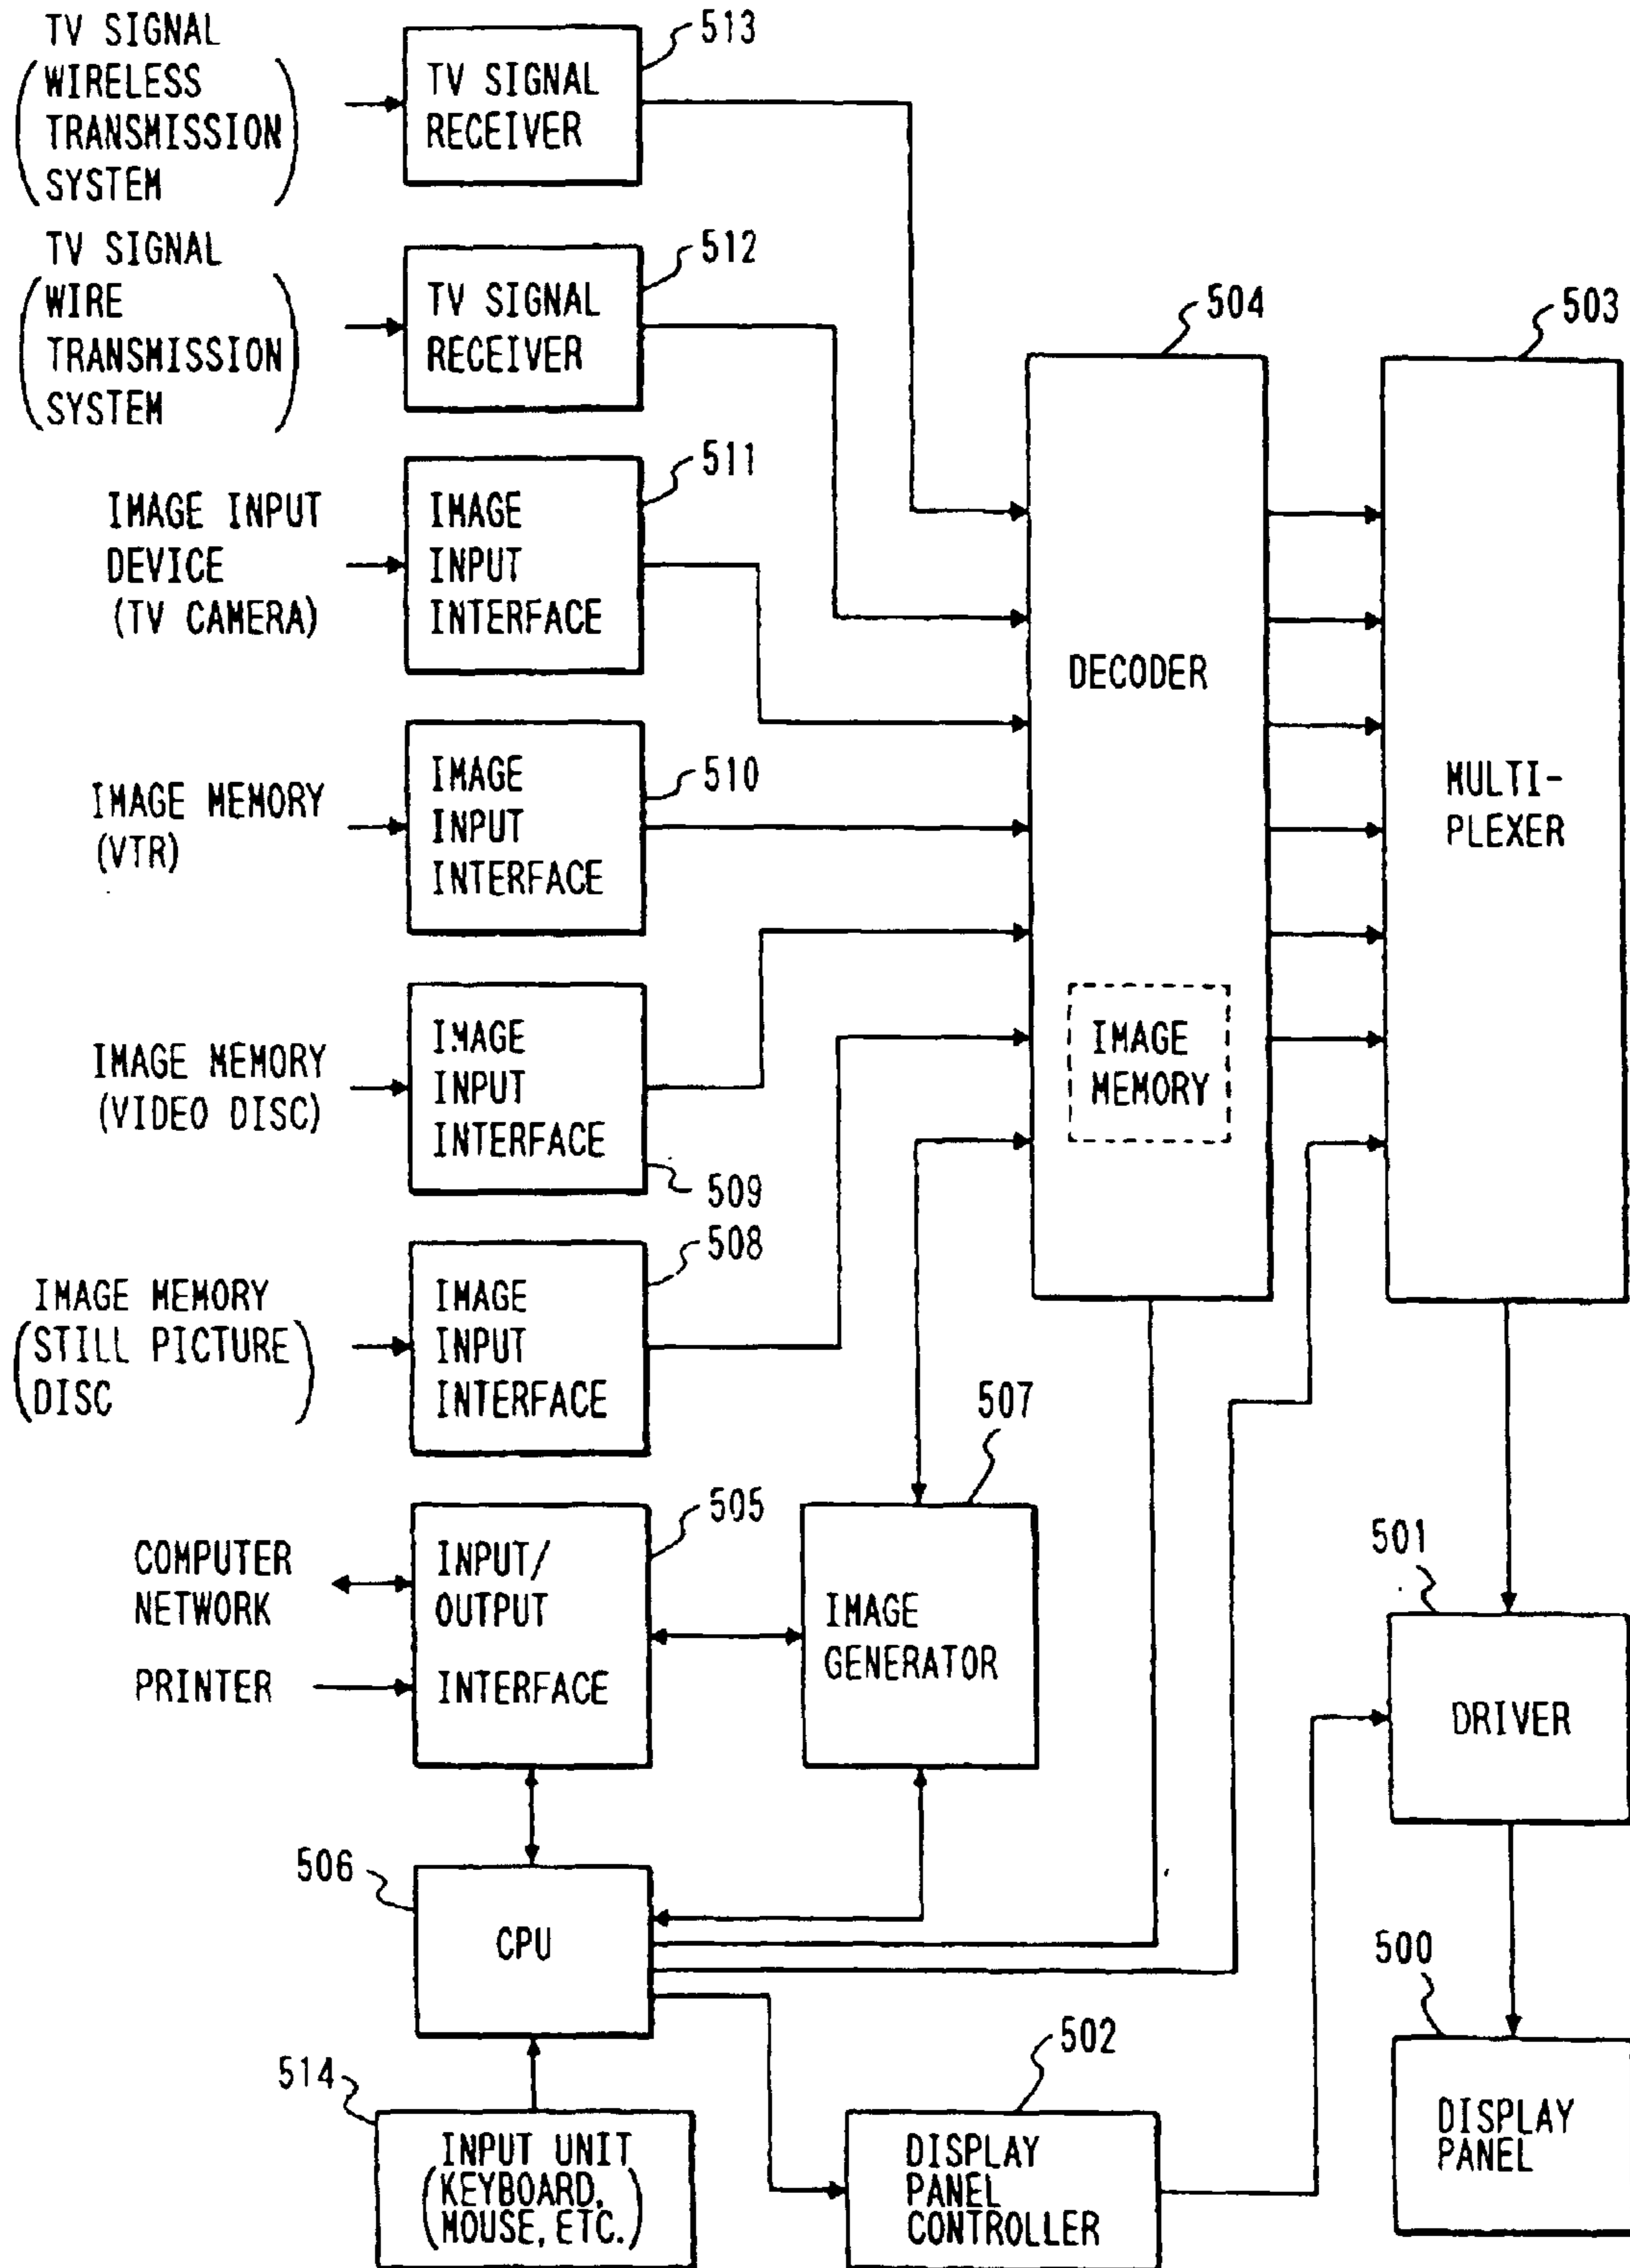 TV SIGNAL
(WIRELESS
TRANSMISSION
SYSTEM)
TV SIGNAL
RECEIVER
513
TV SIGNAL
(WIRE
TRANSMISSION
SYSTEM)
TV SIGNAL
RECEIVER
512
IMAGE INPUT
DEVICE
(TV CAMERA)
IMAGE
INPUT
INTERFACE
511
IMAGE MEMORY
(VTR)
IMAGE
INPUT
INTERFACE
510
IMAGE MEMORY
(VIDEO DISC)
IMAGE
INPUT
INTERFACE
509
IMAGE MEMORY
(STILL PICTURE
DISC)
IMAGE
INPUT
INTERFACE
508
504
DECODER
IMAGE
MEMORY
503
MULTI-
PLEXER
COMPUTER
NETWORK
PRINTER
INPUT/
OUTPUT
INTERFACE
505
507
IMAGE
GENERATOR
501
DRIVER
506
CPU
500
DISPLAY
PANEL
514
INPUT UNIT
(KEYBOARD,
MOUSE, ETC.)
502
DISPLAY
PANEL
CONTROLLER